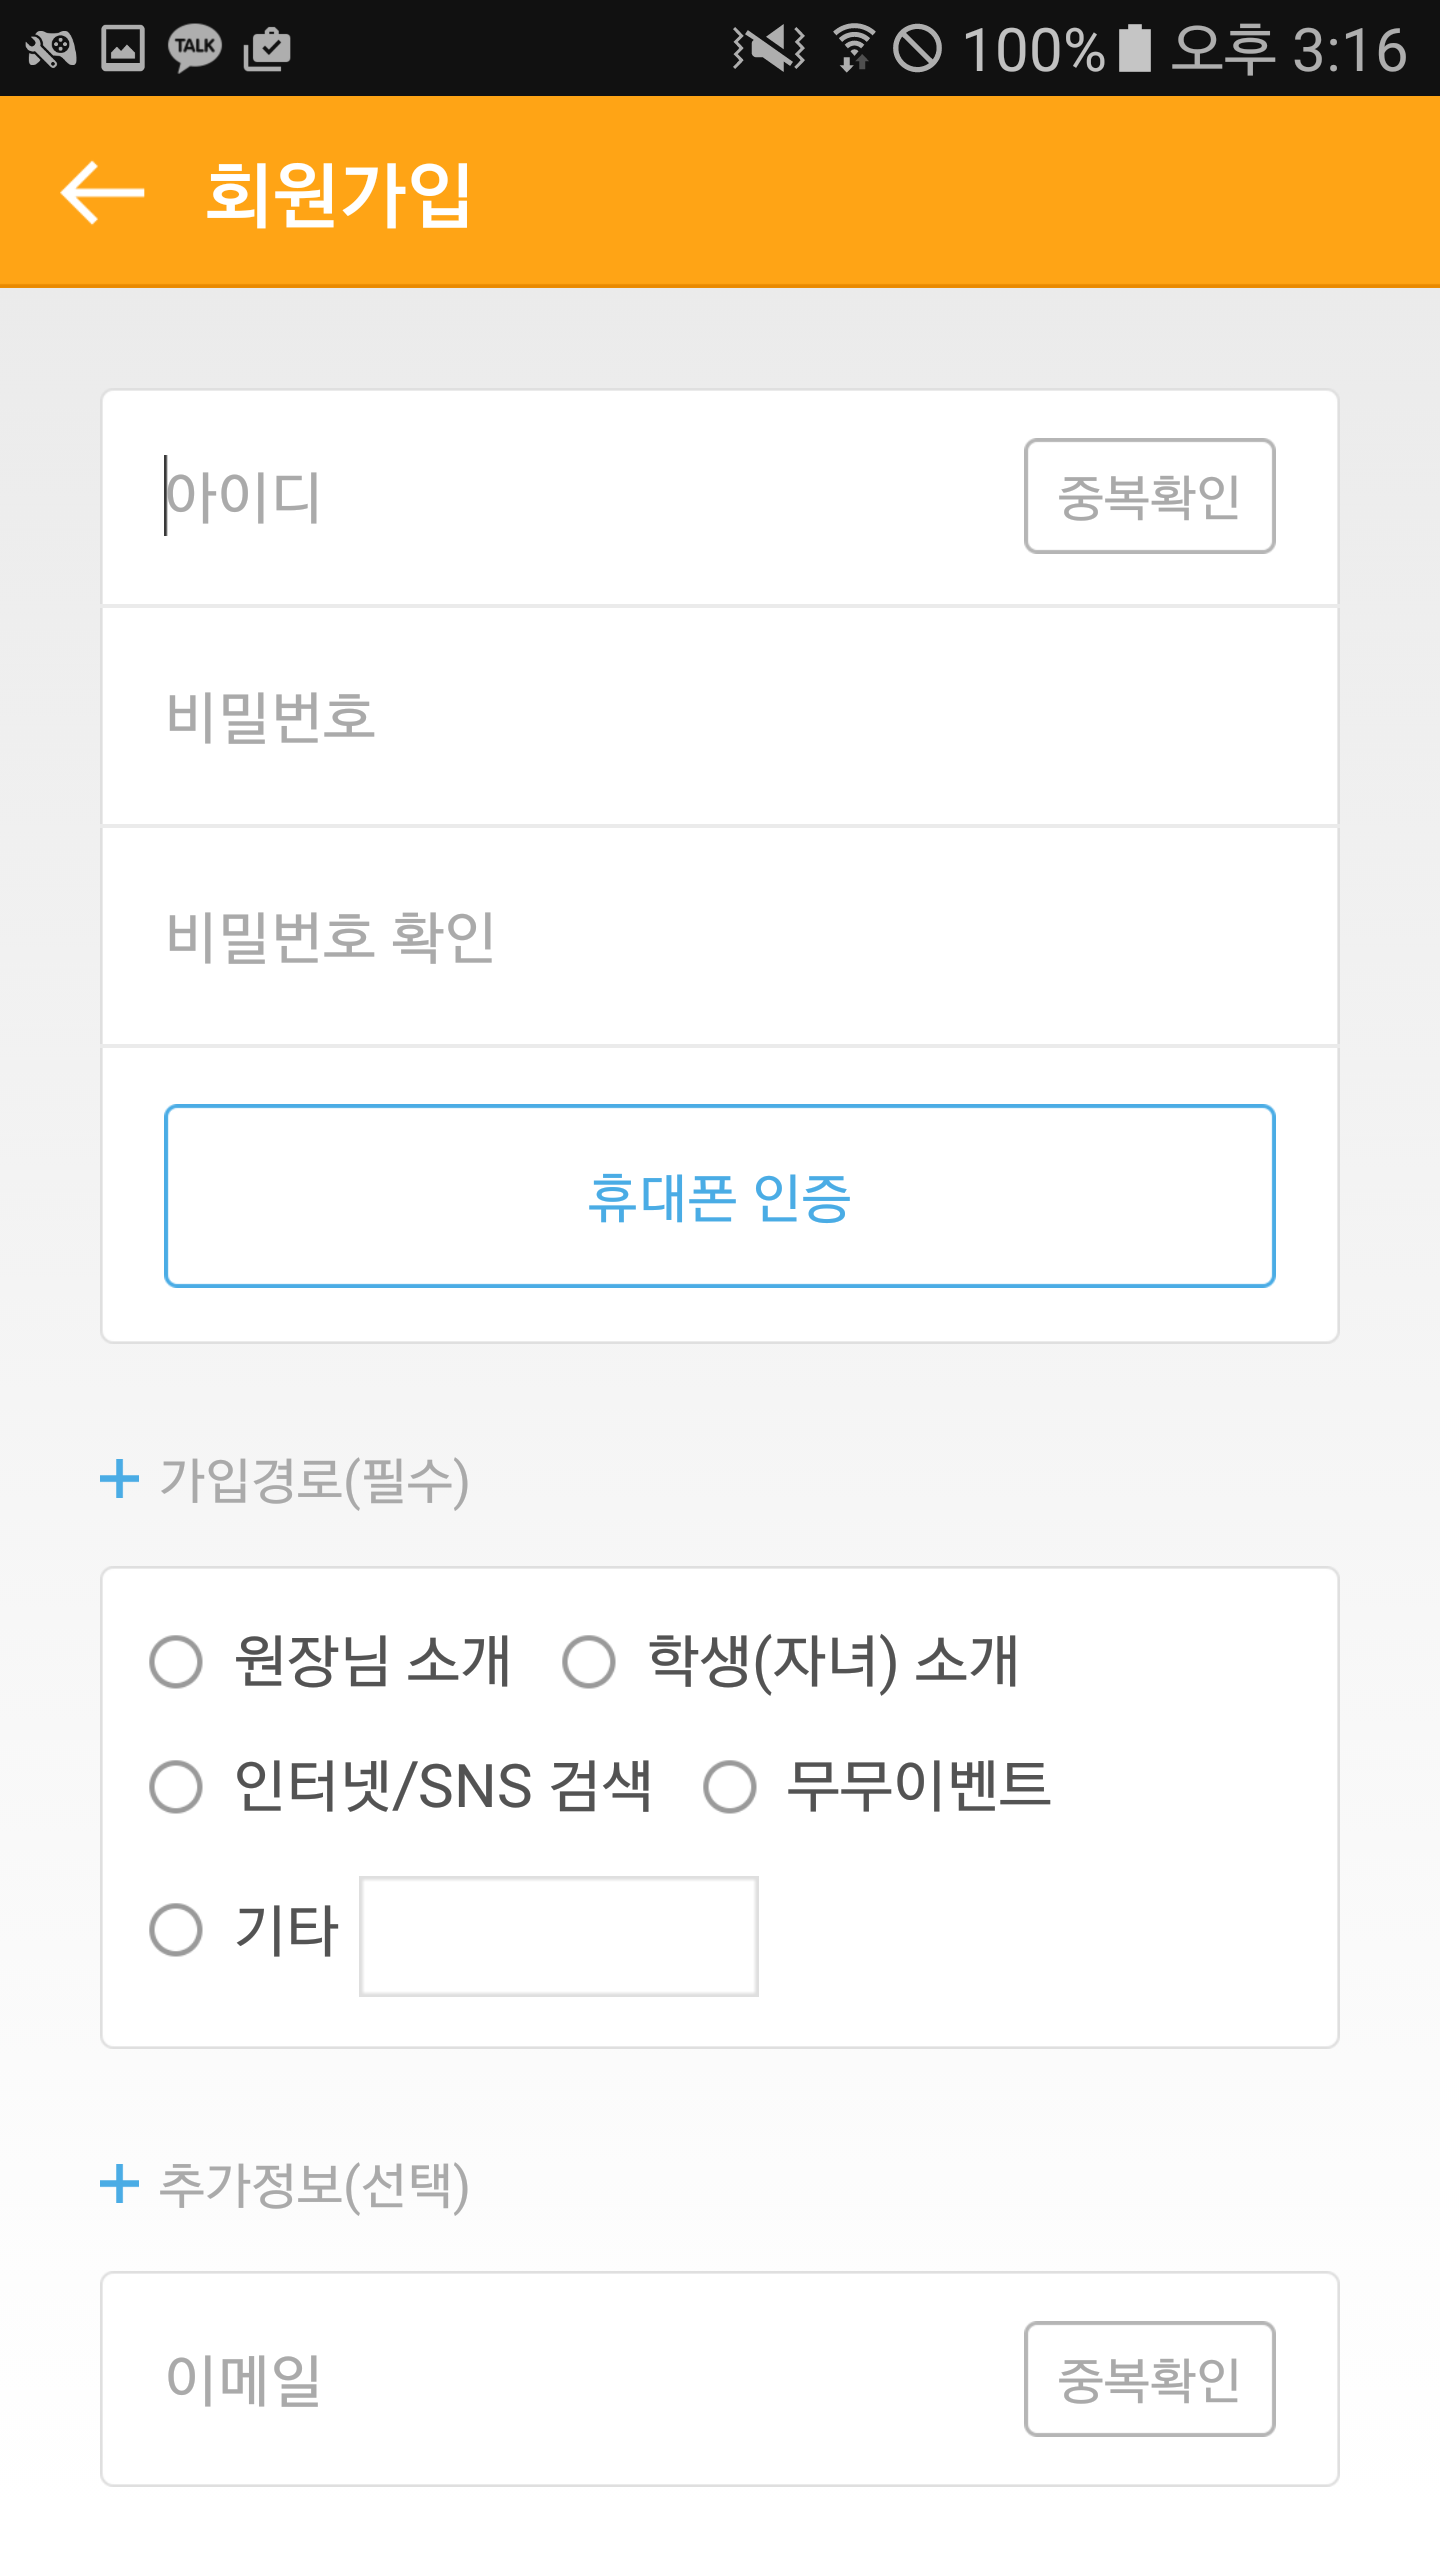 TALK 100% 오후 3:16
회원가입
아이디 중복확인
비밀번호
비밀번호 확인
휴대폰 인증
+ 가입경로(필수)
원장님 소개 학생(자녀) 소개
인터넷/SNS 검색 무무이벤트
기타
+ 추가정보(선택)
이메일 중복확인